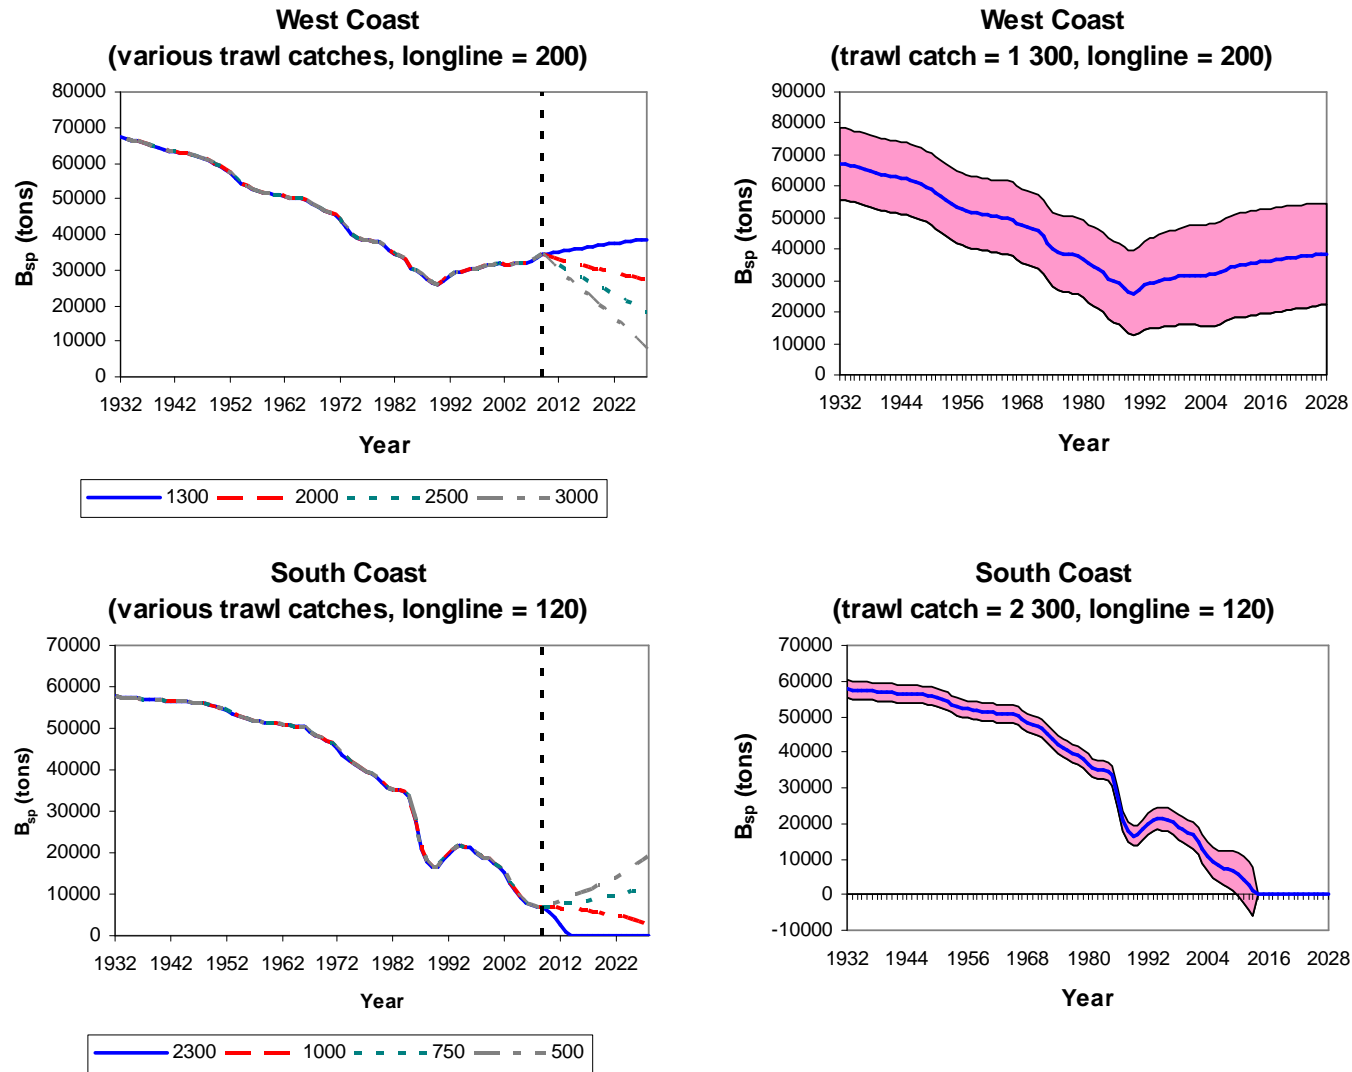 West Coast
(various trawl catches, longline = 200)
80000
70000
60000
50000
40000
30000
20000
10000
0
Bsp (tons)
1932 1942 1952 1962 1972 1982 1992 2002 2012 2022
Year
1300 2000 2500 3000
West Coast
(trawl catch = 1 300, longline = 200)
90000
80000
70000
60000
50000
40000
30000
20000
10000
0
Bsp (tons)
1932 1944 1956 1968 1980 1992 2004 2016 2028
Year
South Coast
(various trawl catches, longline = 120)
70000
60000
50000
40000
30000
20000
10000
0
Bsp (tons)
1932 1942 1952 1962 1972 1982 1992 2002 2012 2022
Year
2300 1000 750 500
South Coast
(trawl catch = 2 300, longline = 120)
70000
60000
50000
40000
30000
20000
10000
0
-10000
Bsp (tons)
1932 1944 1956 1968 1980 1992 2004 2016 2028
Year